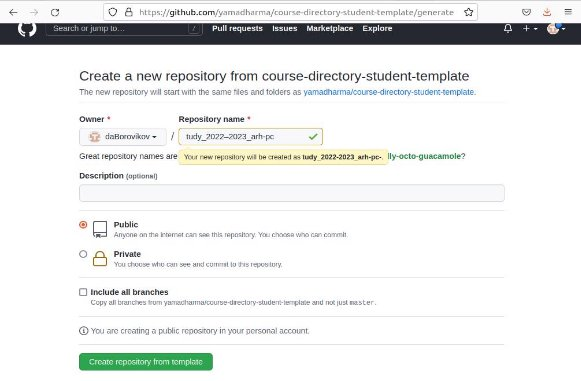 https://github.com/yamadharma/course-directory-student-template/generate
Search or jump to... / Pull requests Issues Marketplace Explore
Create a new repository from course-directory-student-template
The new repository will start with the same files and folders as yamadharma/course-directory-student-template.
Owner * Repository name *
daBorovikov / tudy_2022–2023_arh-pc
Great repository names are Your new repository will be created as tudy_2022-2023_arh-pc-. lly-octo-guacamole?
Description (optional)
Public
Anyone on the internet can see this repository. You choose who can commit.
Private
You choose who can see and commit to this repository.
Include all branches
Copy all branches from yamadharma/course-directory-student-template and not just master.
You are creating a public repository in your personal account.
Create repository from template